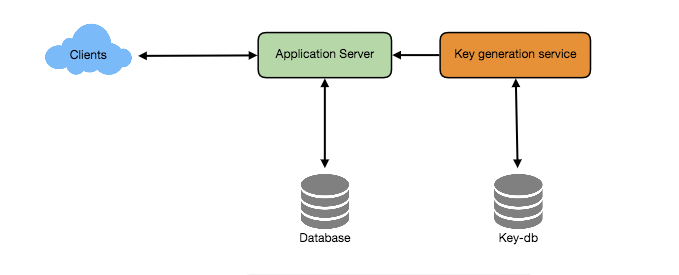 Clients
Application Server
Key generation service
Database
Key-db